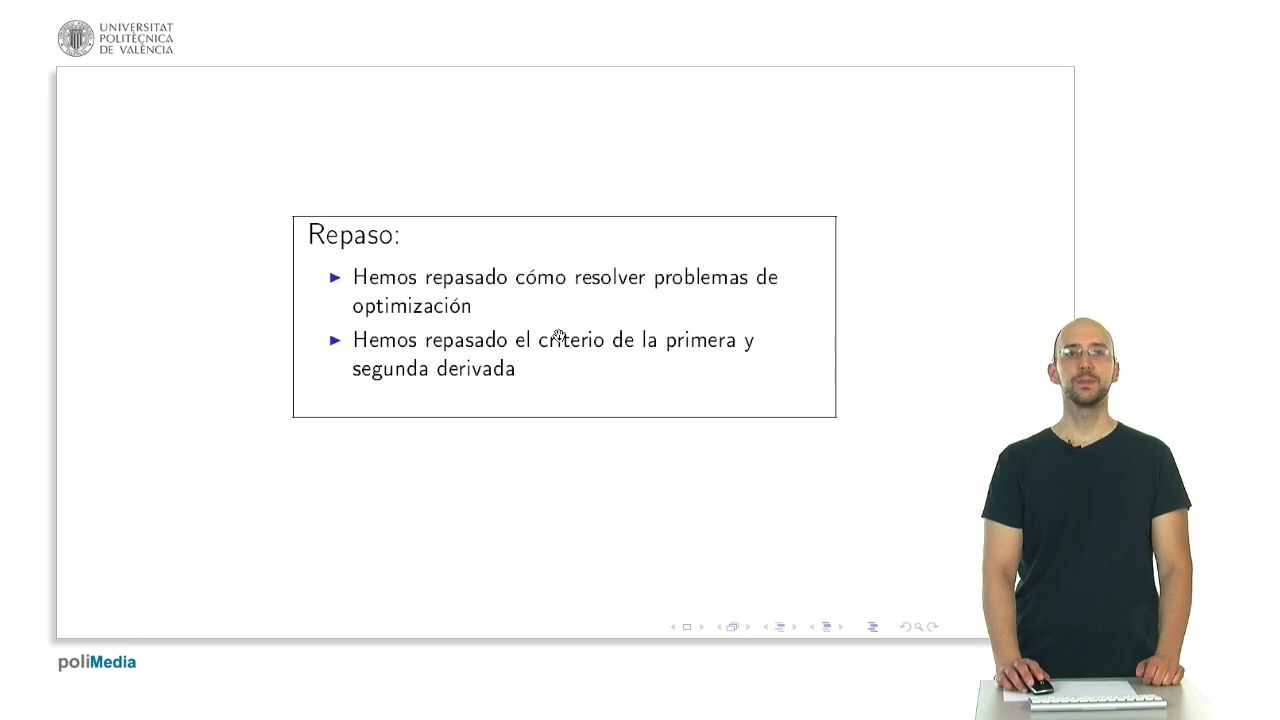 UNIVERSITAT
POLITÈCNICA
DE VALÈNCIA
Repaso:
Hemos repasado cómo resolver problemas de
optimización
Hemos repasado el criterio de la primera y
segunda derivada
poliMedia